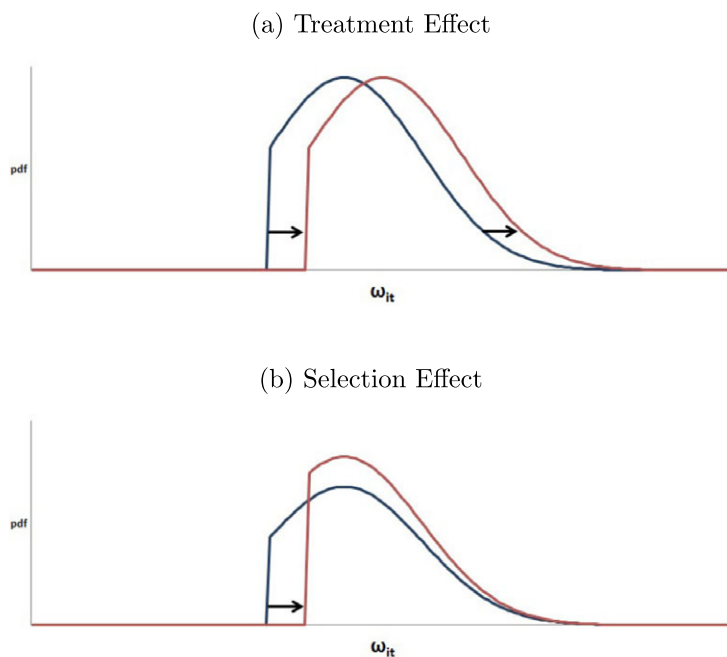 (a) Treatment Effect
pdf
ωit
(b) Selection Effect
pdf
ωit